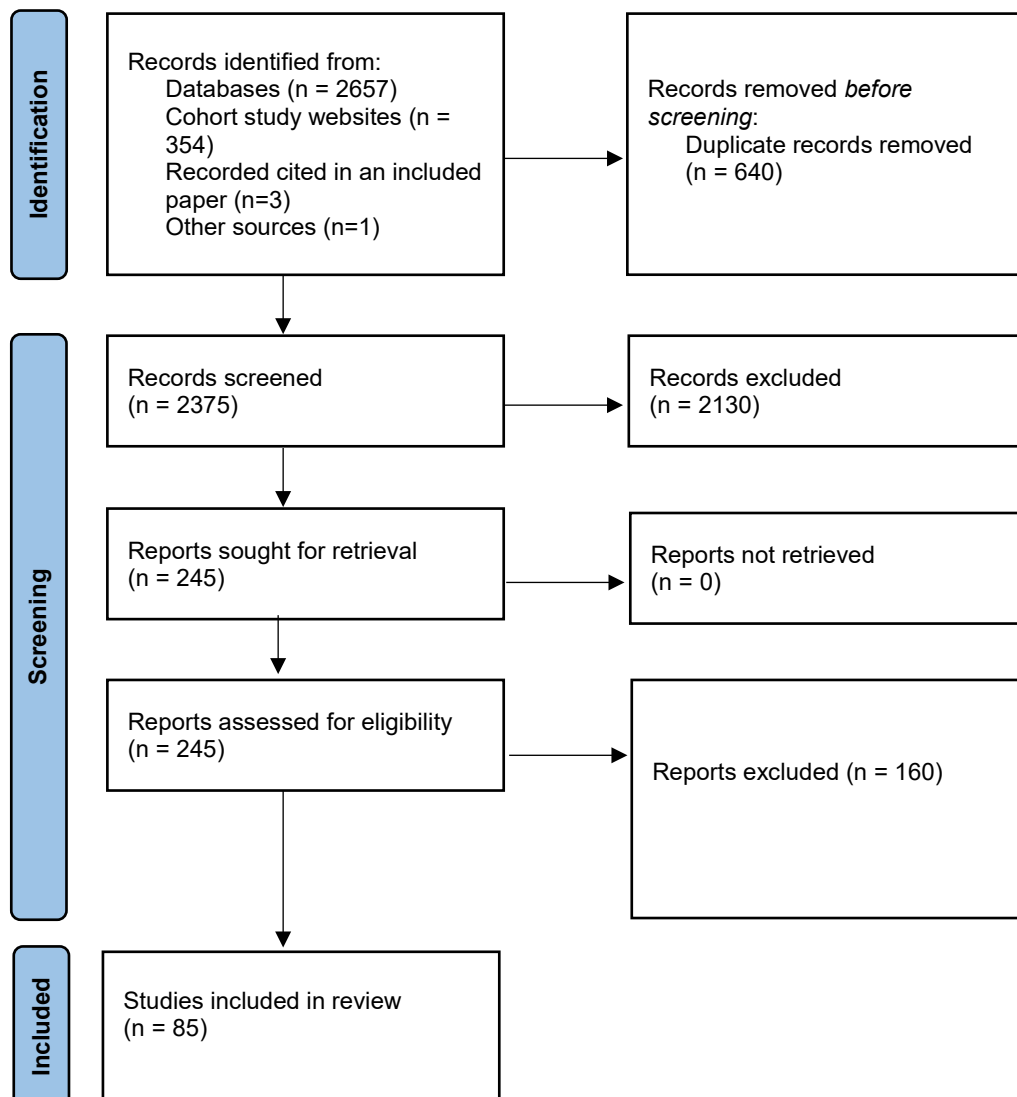 Identification
Records identified from:
Databases (n = 2657)
Cohort study websites (n =
354)
Recorded cited in an included
paper (n=3)
Other sources (n=1)
Records removed before
screening:
Duplicate records removed
(n = 640)
Screening
Records screened
(n = 2375)
Records excluded
(n = 2130)
Reports sought for retrieval
(n = 245)
Reports not retrieved
(n = 0)
Reports assessed for eligibility
(n = 245)
Reports excluded (n = 160)
Included
Studies included in review
(n = 85)